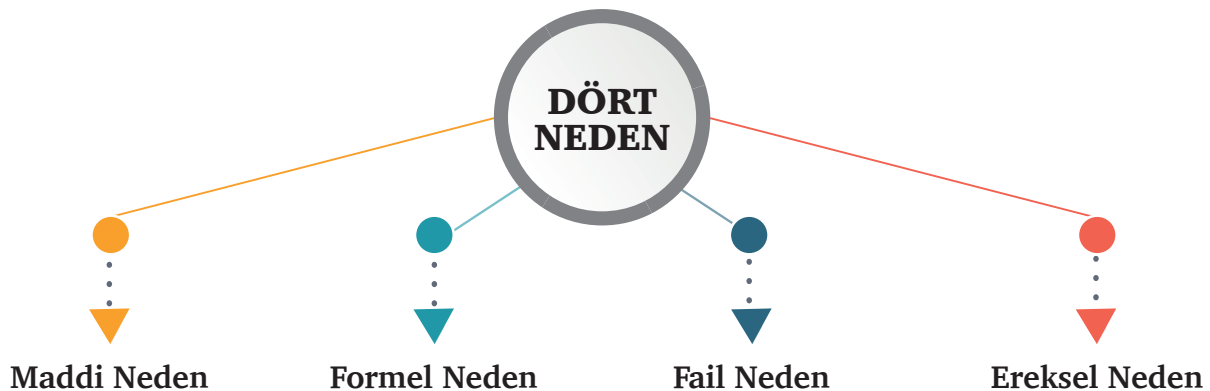 DÖRT
NEDEN
Maddi Neden
Formel Neden
Fail Neden
Ereksel Neden